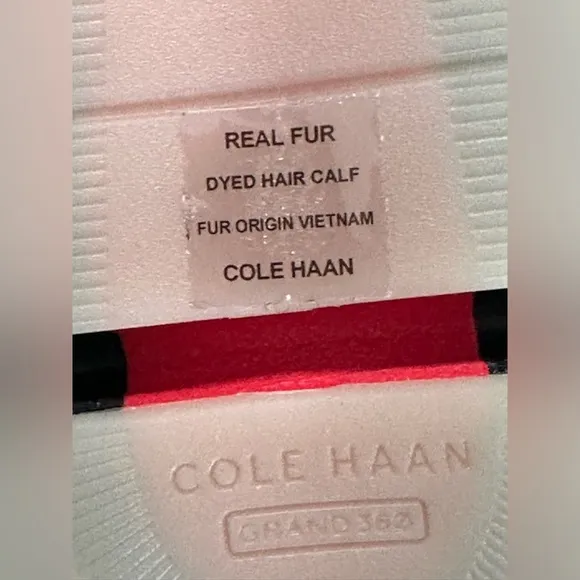 REAL FUR
DYED HAIR CALF
FUR ORIGIN VIETNAM
COLE HAAN
COLE HAAN
GRAND 360